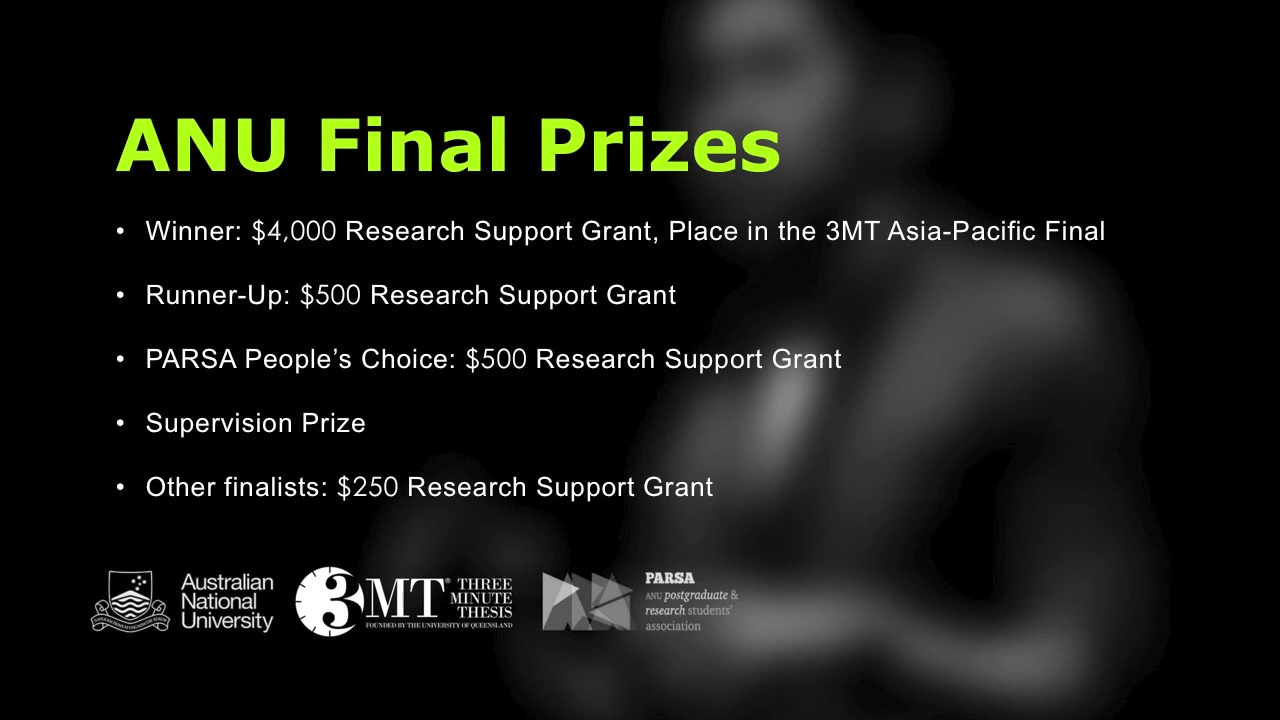 ANU Final Prizes
• Winner: $4,000 Research Support Grant, Place in the 3MT Asia-Pacific Final
• Runner-Up: $500 Research Support Grant
• PARSA People’s Choice: $500 Research Support Grant
• Supervision Prize
• Other finalists: $250 Research Support Grant
Australian
National
University
3MT® THREE
MINUTE
THESIS
FOUNDED BY THE UNIVERSITY OF QUEENSLAND
PARSA
ANU postgraduate &
research students’
association